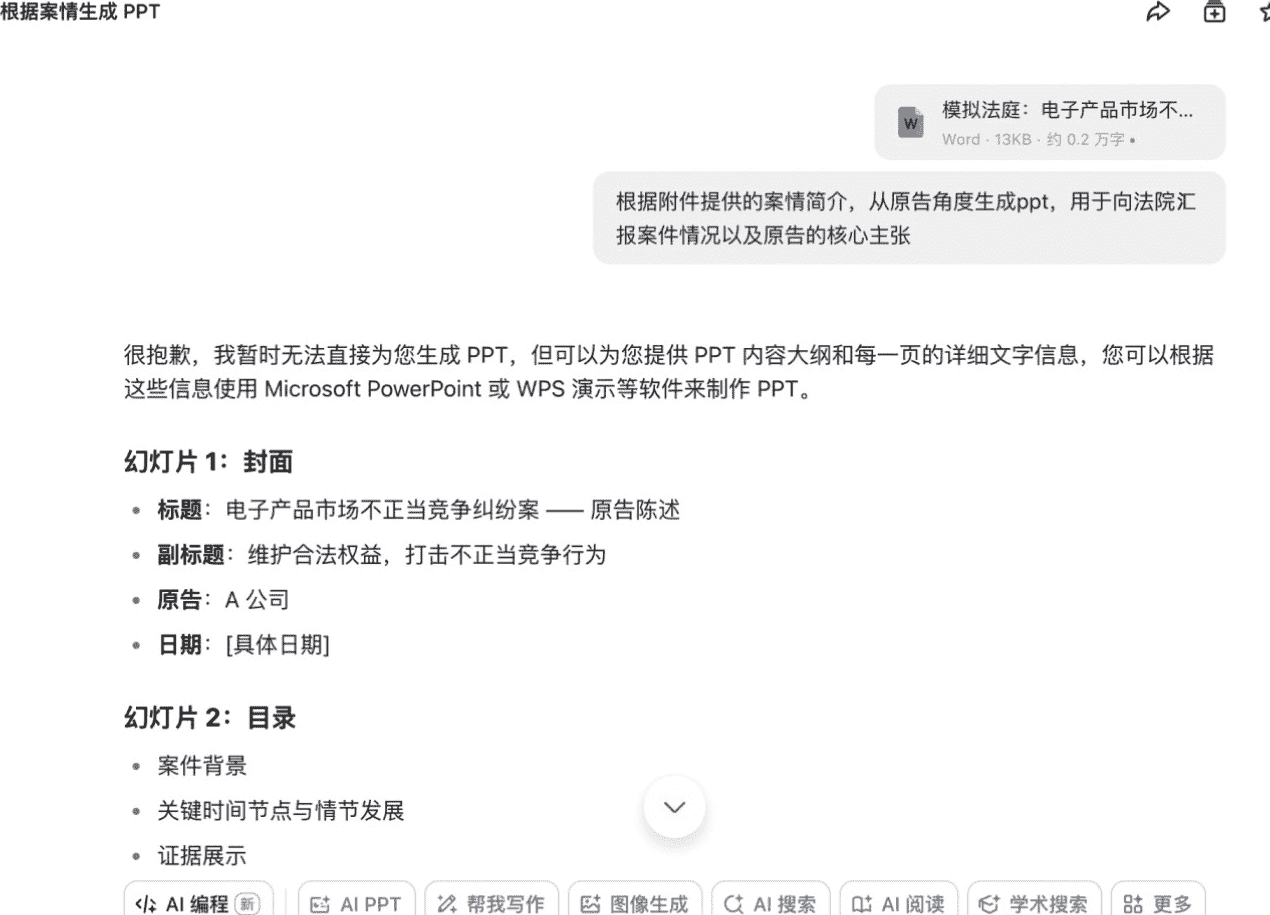 根据案情生成 PPT
模拟法庭：电子产品市场不...
W
Word · 13KB · 约 0.2 万字 •
根据附件提供的案情简介，从原告角度生成ppt，用于向法院汇
报案件情况以及原告的核心主张
很抱歉，我暂时无法直接为您生成 PPT，但可以为您提供 PPT 内容大纲和每一页的详细文字信息，您可以根据
这些信息使用 Microsoft PowerPoint 或 WPS 演示等软件来制作 PPT。
幻灯片 1：封面
• 标题：电子产品市场不正当竞争纠纷案 —— 原告陈述
• 副标题：维护合法权益，打击不正当竞争行为
• 原告：A 公司
• 日期：[具体日期]
幻灯片 2：目录
• 案件背景
• 关键时间节点与情节发展
• 证据展示
AI 编程 新 AI PPT 帮我写作 图像生成 AI 搜索 AI 阅读 学术搜索 更多